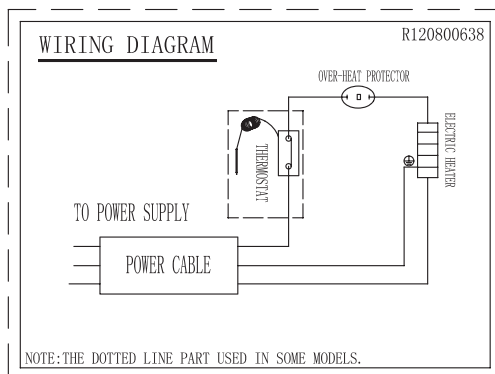 WIRING DIAGRAM
R120800638
OVER-HEAT PROTECTOR
ELECTRIC HEATER
THERMOSTAT
TO POWER SUPPLY
POWER CABLE
NOTE:THE DOTTED LINE PART USED IN SOME MODELS.